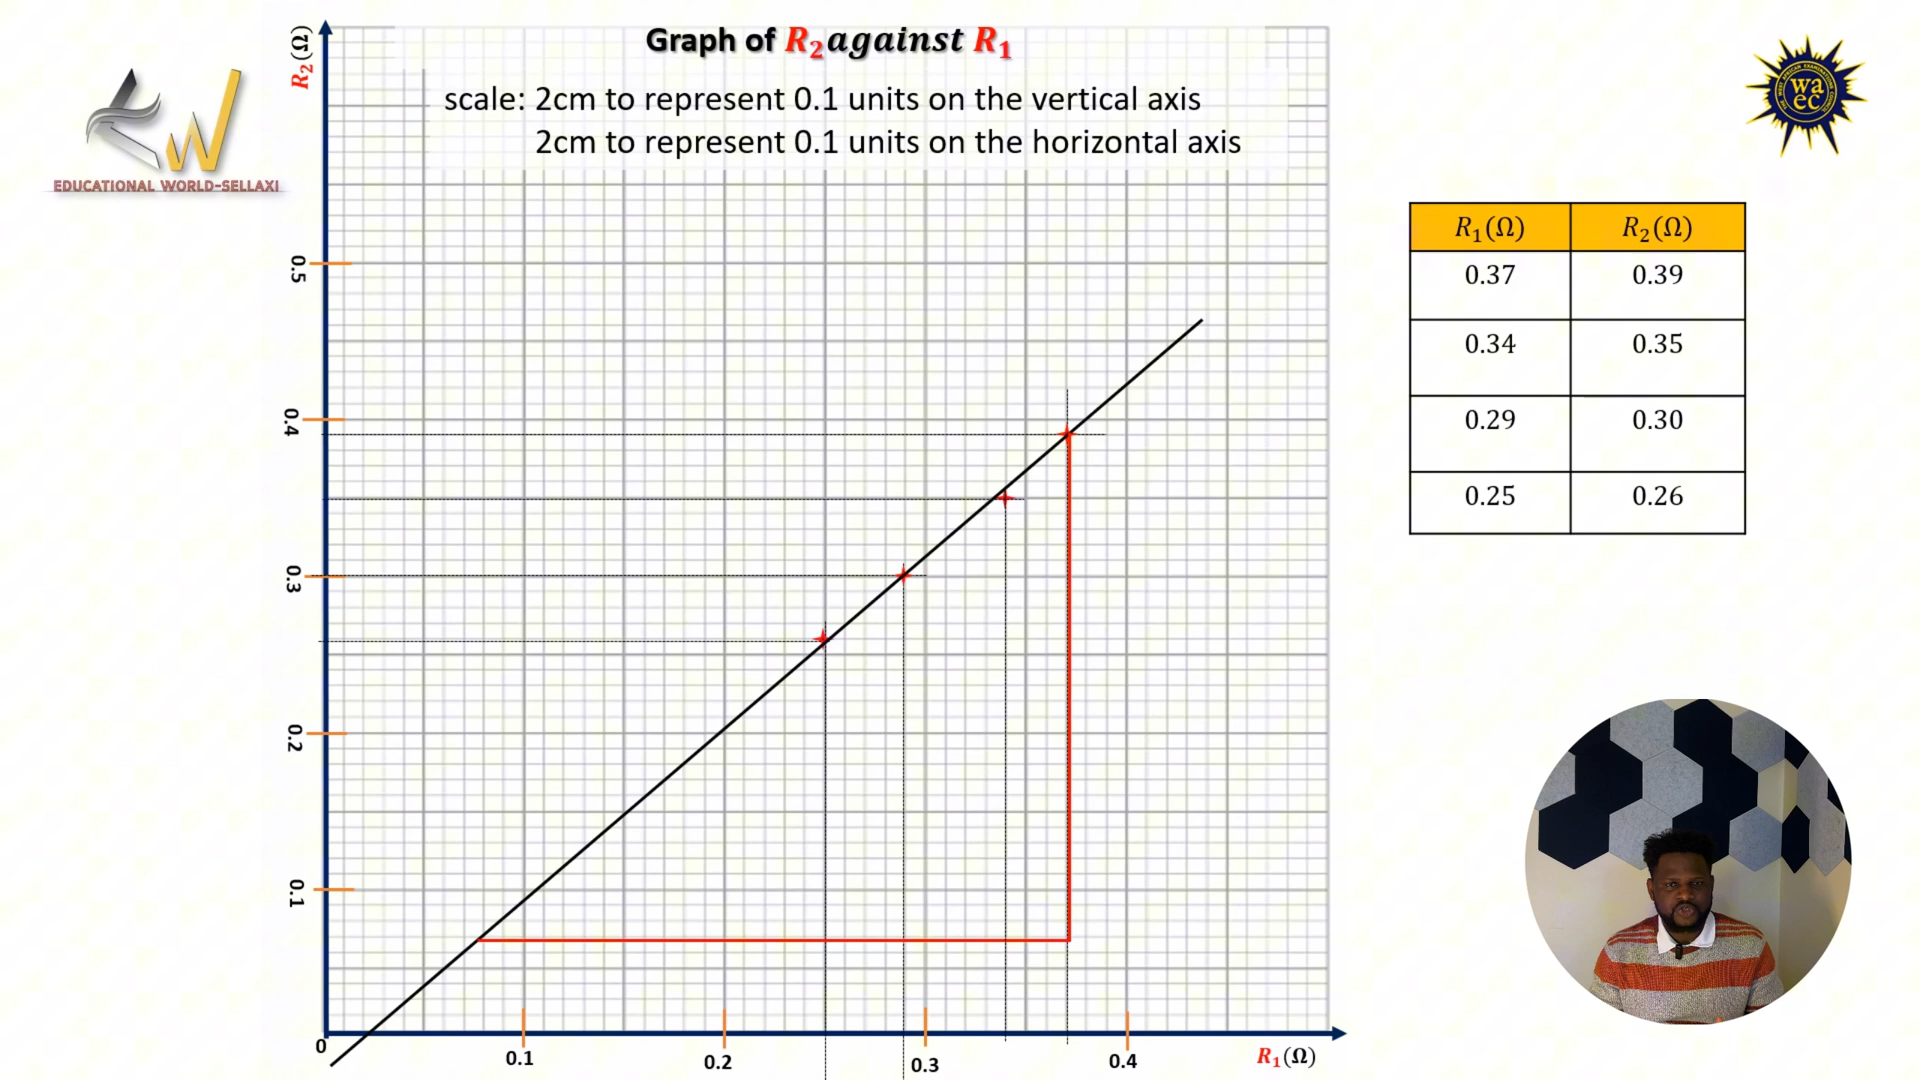 Graph of R₂ against R₁
scale: 2cm to represent 0.1 units on the vertical axis
2cm to represent 0.1 units on the horizontal axis
R₂(Ω)
0.5
0.4
0.3
0.2
0.1
0
0.1
0.2
0.3
0.4
R₁(Ω)
EDUCATIONAL WORLD-SELLAXI
wa
ec
R₁(Ω) R₂(Ω)
0.37 0.39
0.34 0.35
0.29 0.30
0.25 0.26